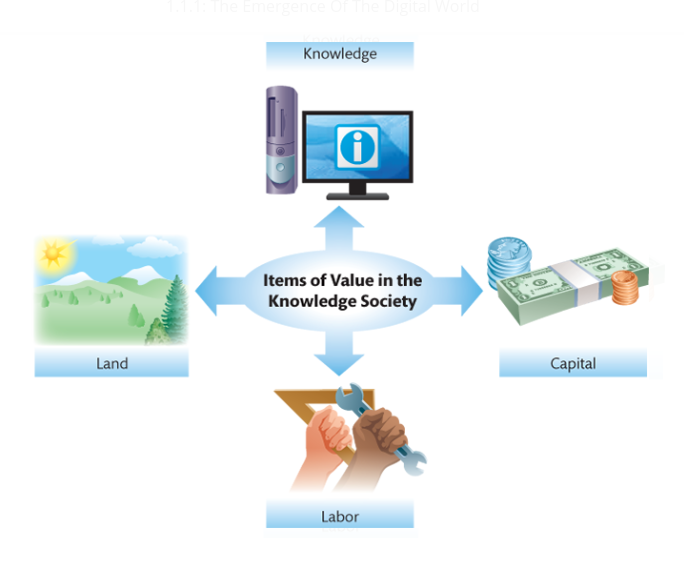 1.1.1: The Emergence Of The Digital World
Knowledge
Items of Value in the
Knowledge Society
Land
Capital
Labor